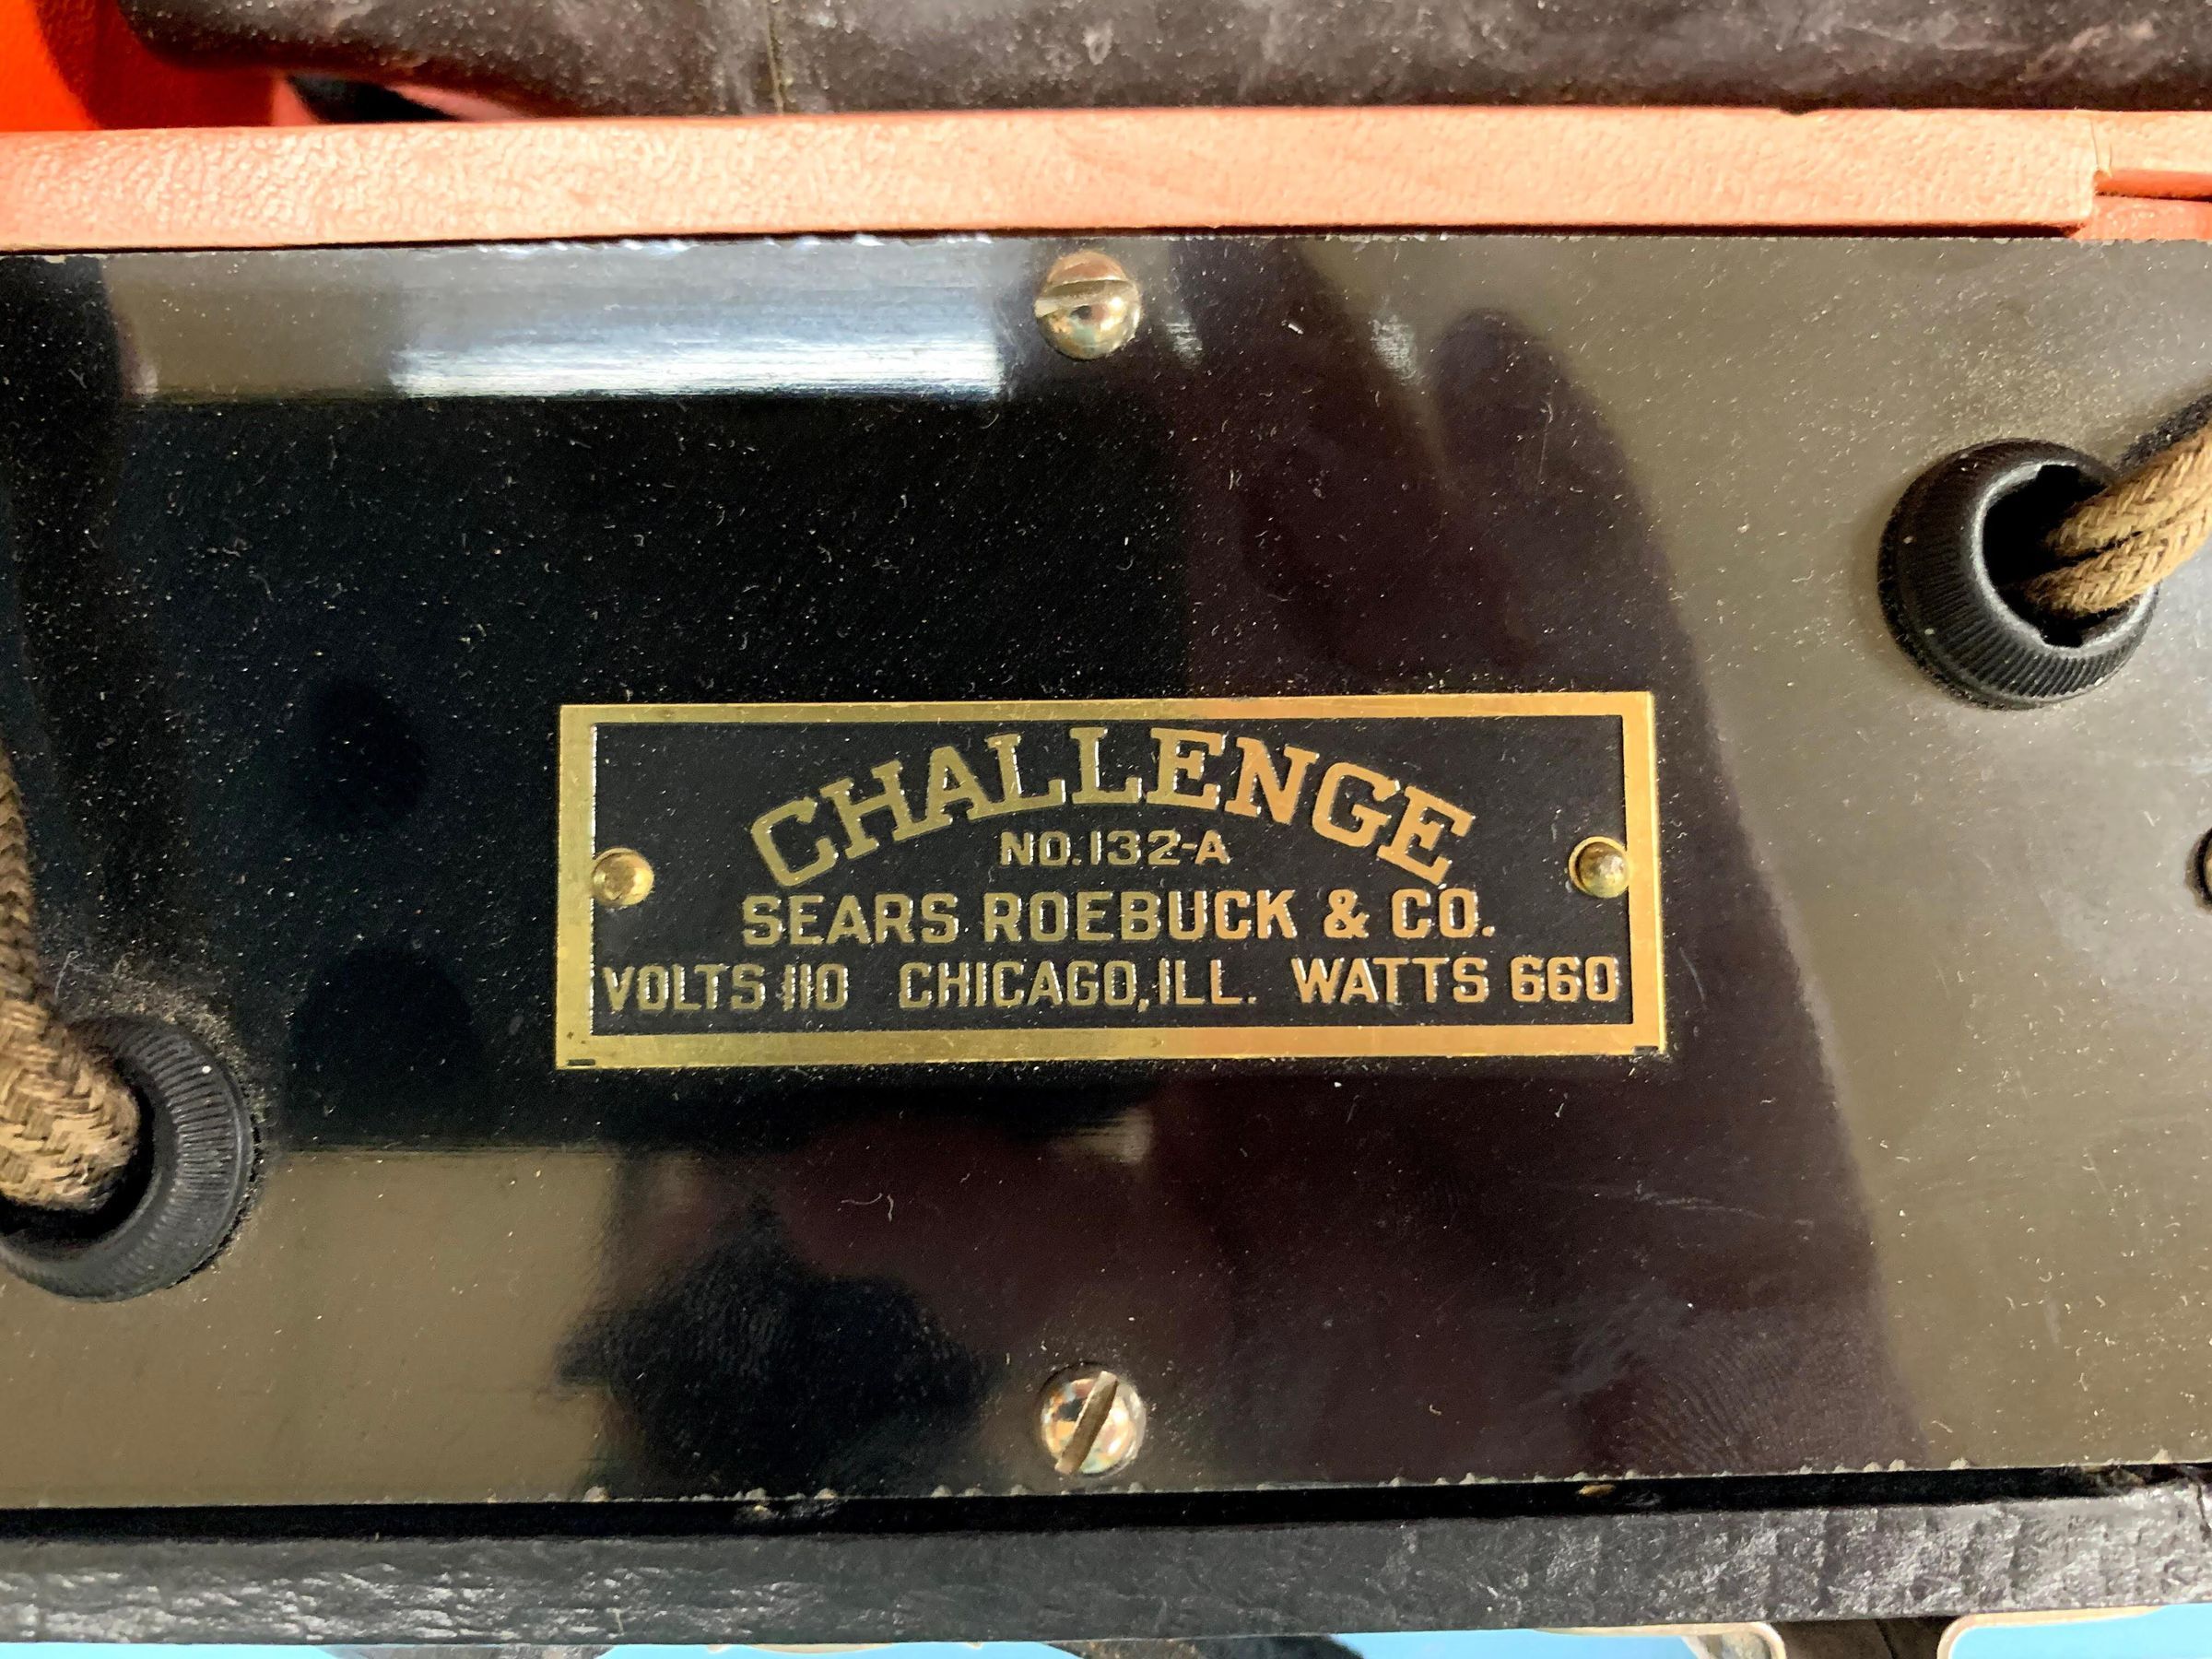 CHALLENGE
NO. 132-A
SEARS ROEBUCK & CO.
VOLTS 110 CHICAGO, ILL. WATTS 660